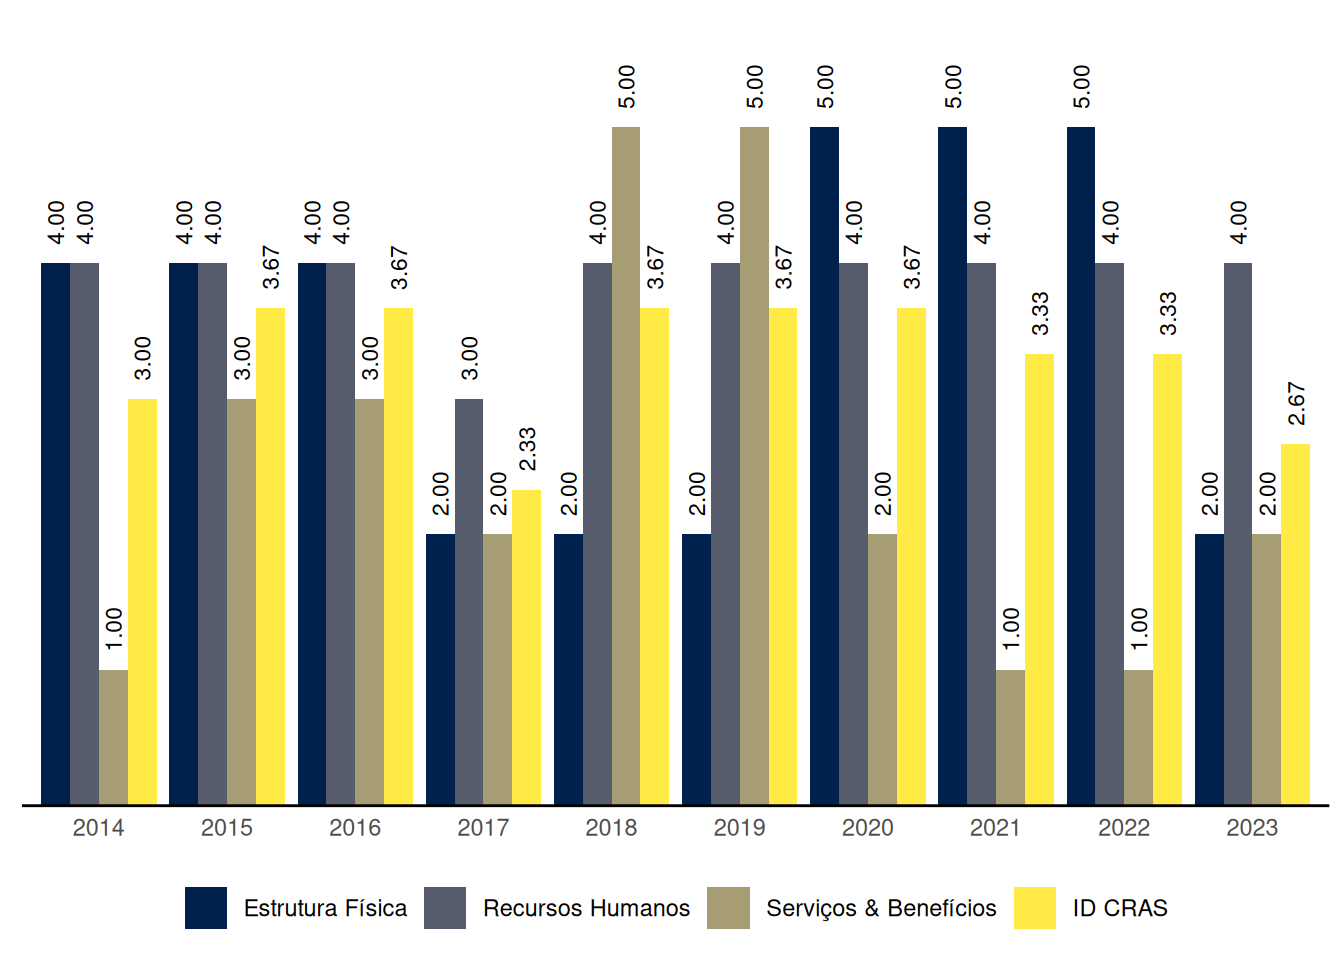 5.00 5.00 5.00 5.00 5.00
4.00 4.00 4.00 4.00 4.00 4.00 4.00 4.00 4.00 4.00 4.00 4.00
3.67 3.67 3.67 3.67 3.67
3.33 3.33
3.00 3.00 3.00 3.00
2.67
2.33
2.00 2.00 2.00 2.00 2.00 2.00 2.00
1.00 1.00 1.00
2014 2015 2016 2017 2018 2019 2020 2021 2022 2023
Estrutura Física Recursos Humanos Serviços & Benefícios ID CRAS